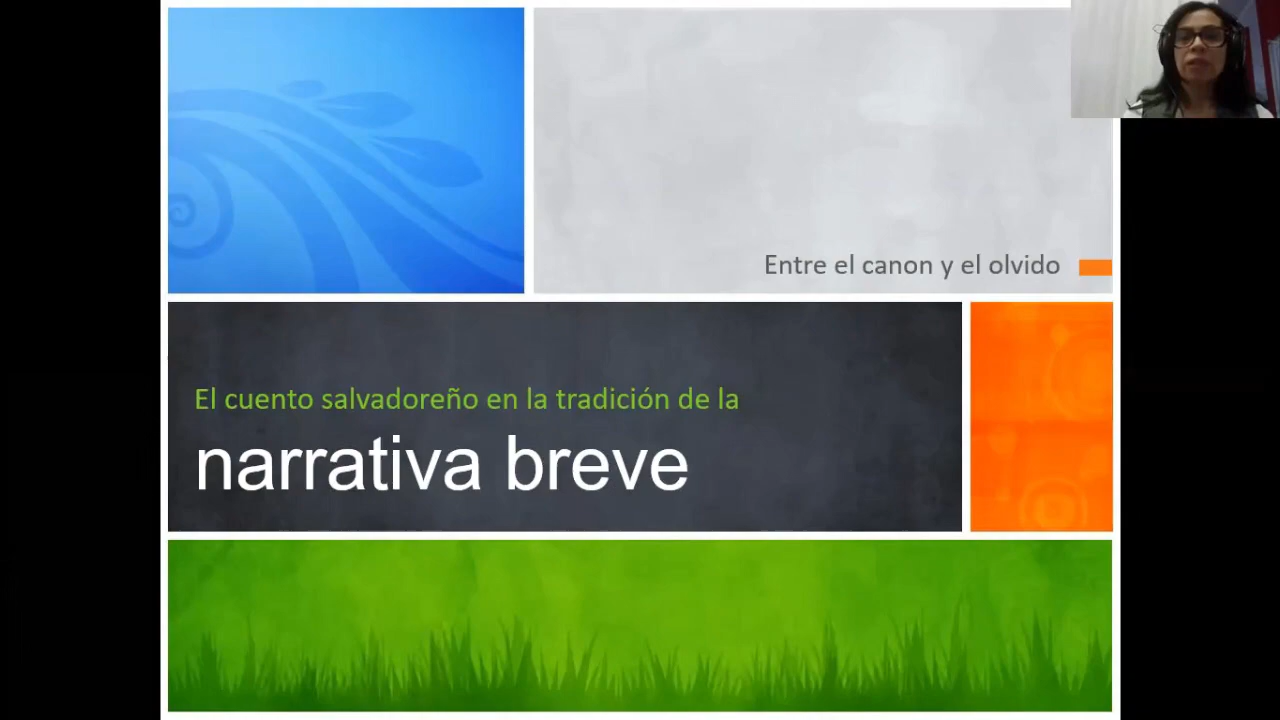 Entre el canon y el olvido
El cuento salvadoreño en la tradición de la
narrativa breve